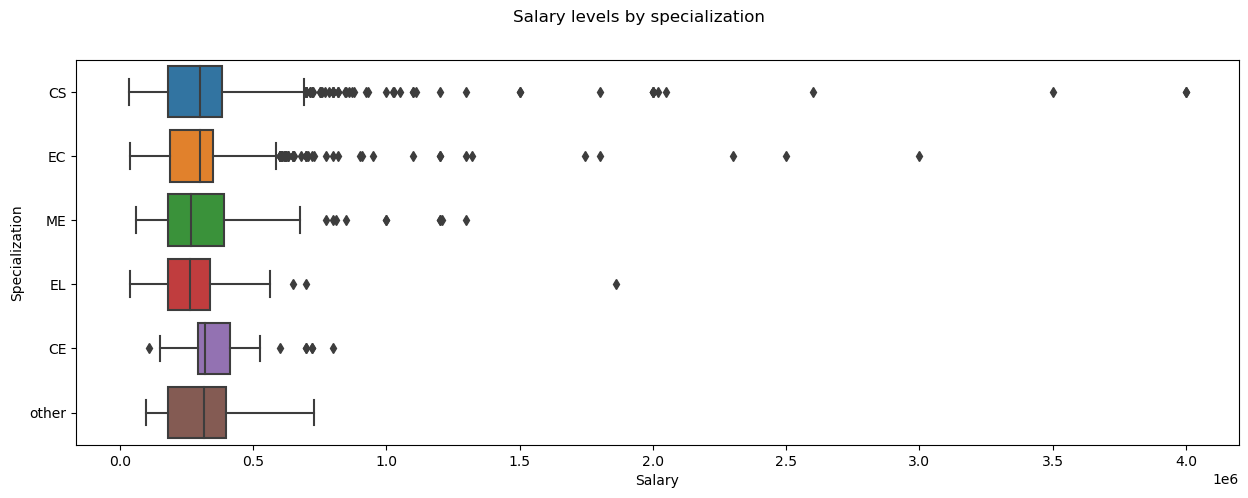 Salary levels by specialization
Specialization
CS
EC
ME
EL
CE
other
0.0 0.5 1.0 1.5 2.0 2.5 3.0 3.5 4.0
Salary
1e6